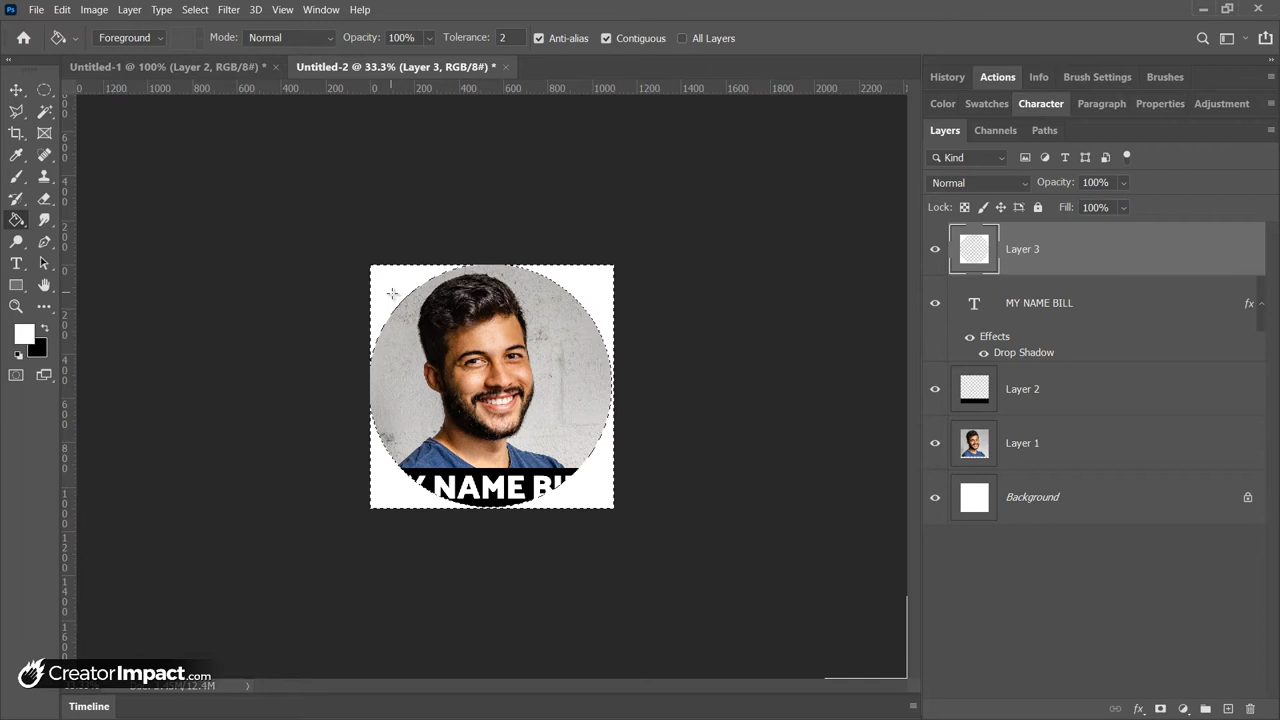 Ps File Edit Image Layer Type Select Filter 3D View Window Help
Foreground Mode: Normal Opacity: 100% Tolerance: 2 Anti-alias Contiguous All Layers
Untitled-1 @ 100% (Layer 2, RGB/8#) * × Untitled-2 @ 33.3% (Layer 3, RGB/8#) * ×
1200 1000 800 600 400 200 0 200 400 600 800 1000 1200 1400 1600 1800 2000 2200
History Actions Info Brush Settings Brushes
Color Swatches Character Paragraph Properties Adjustment
Layers Channels Paths
Kind
Normal Opacity: 100%
Lock: Fill: 100%
Layer 3
T MY NAME BILL fx
Effects
Drop Shadow
Layer 2
Layer 1
Background
NAME
CreatorImpact.com
Timeline